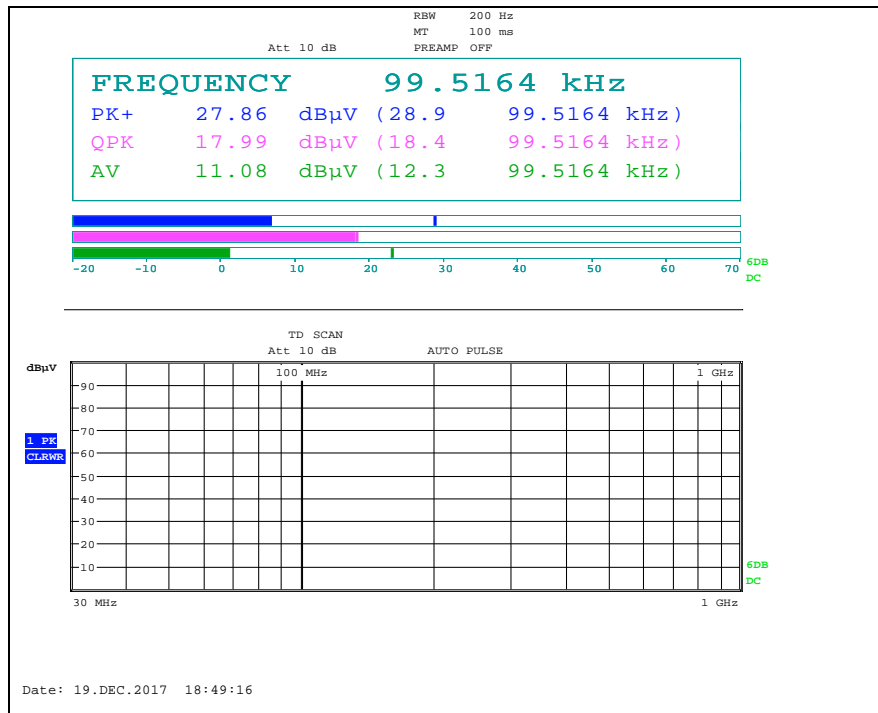 RBW 200 Hz
MT 100 ms
Att 10 dB PREAMP OFF
FREQUENCY 99.5164 kHz
PK+ 27.86 dBµV (28.9 99.5164 kHz)
QPK 17.99 dBµV (18.4 99.5164 kHz)
AV 11.08 dBµV (12.3 99.5164 kHz)
-20 -10 0 10 20 30 40 50 60 70
6DB
DC
TD SCAN
Att 10 dB AUTO PULSE
dBµV
100 MHz 1 GHz
90
80
70
1 PK
CLRWR
60
50
40
30
20
10
6DB
DC
30 MHz 1 GHz
Date: 19.DEC.2017 18:49:16